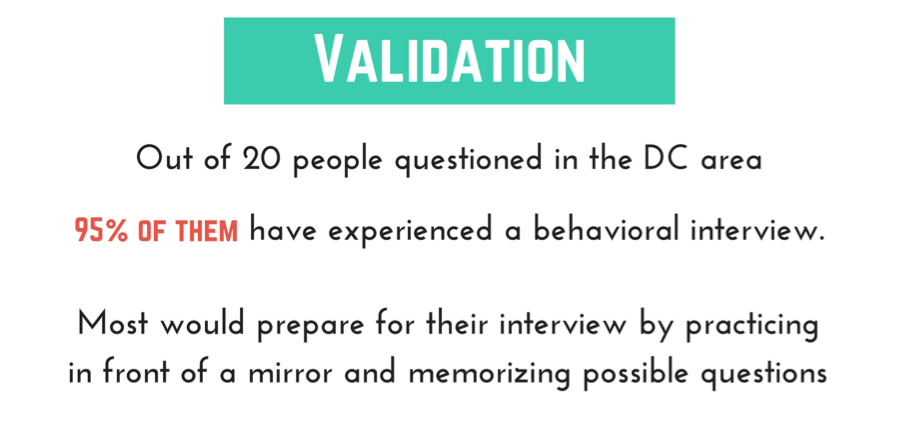 VALIDATION
Out of 20 people questioned in the DC area
95% OF THEM have experienced a behavioral interview.
Most would prepare for their interview by practicing
in front of a mirror and memorizing possible questions